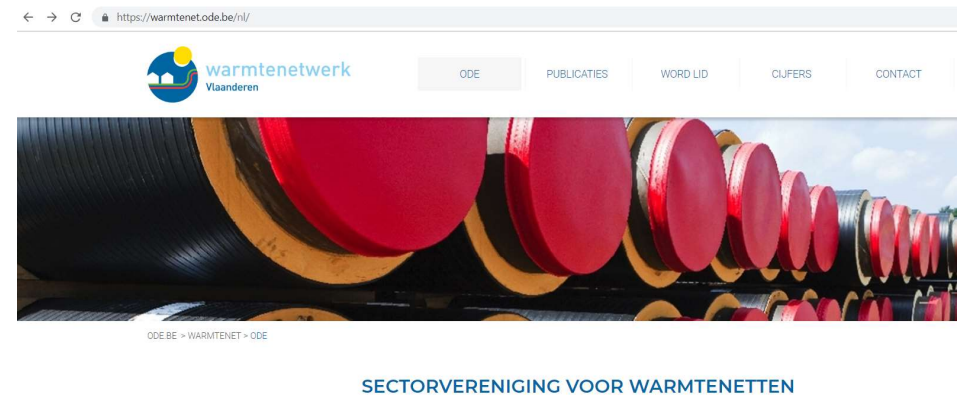 https://warmtenet.ode.be/nl/
warmtenetwerk
Vlaanderen
ODE PUBLICATIES WORD LID CIJFERS CONTACT
ODE.BE > WARMTENET > ODE
SECTORVERENIGING VOOR WARMTENETTEN